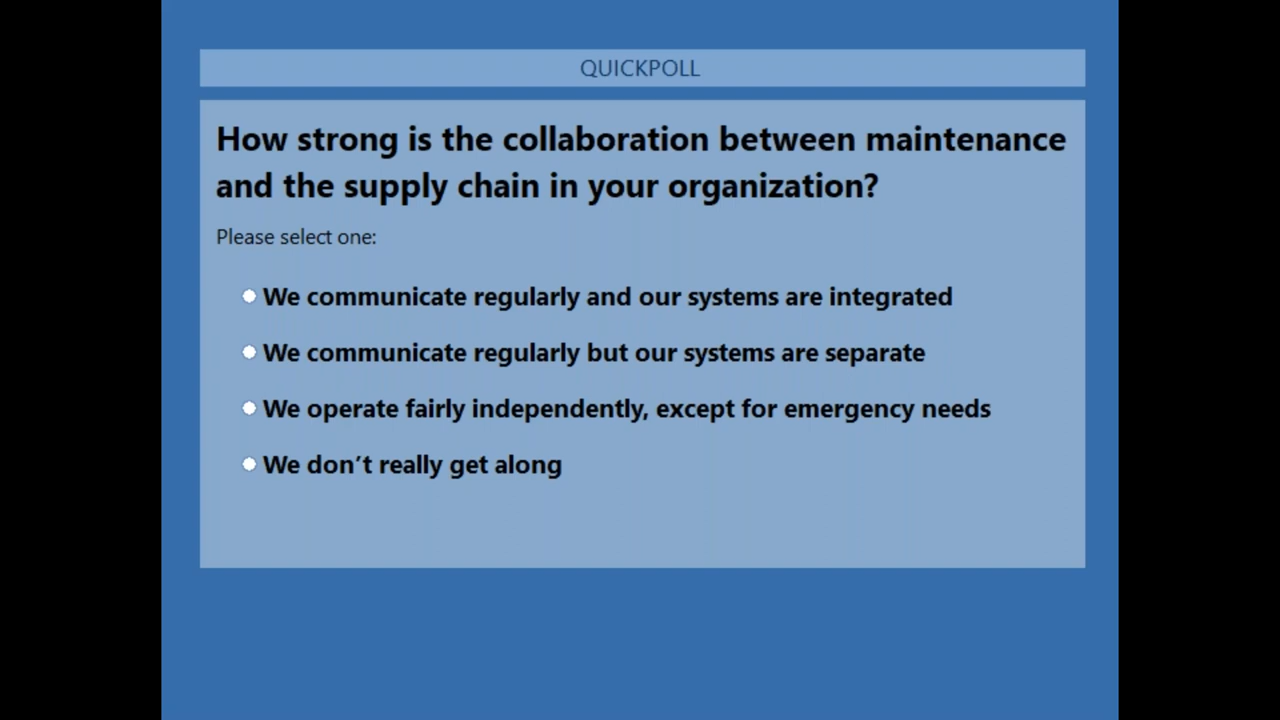 QUICKPOLL
How strong is the collaboration between maintenance
and the supply chain in your organization?
Please select one:
We communicate regularly and our systems are integrated
We communicate regularly but our systems are separate
We operate fairly independently, except for emergency needs
We don’t really get along